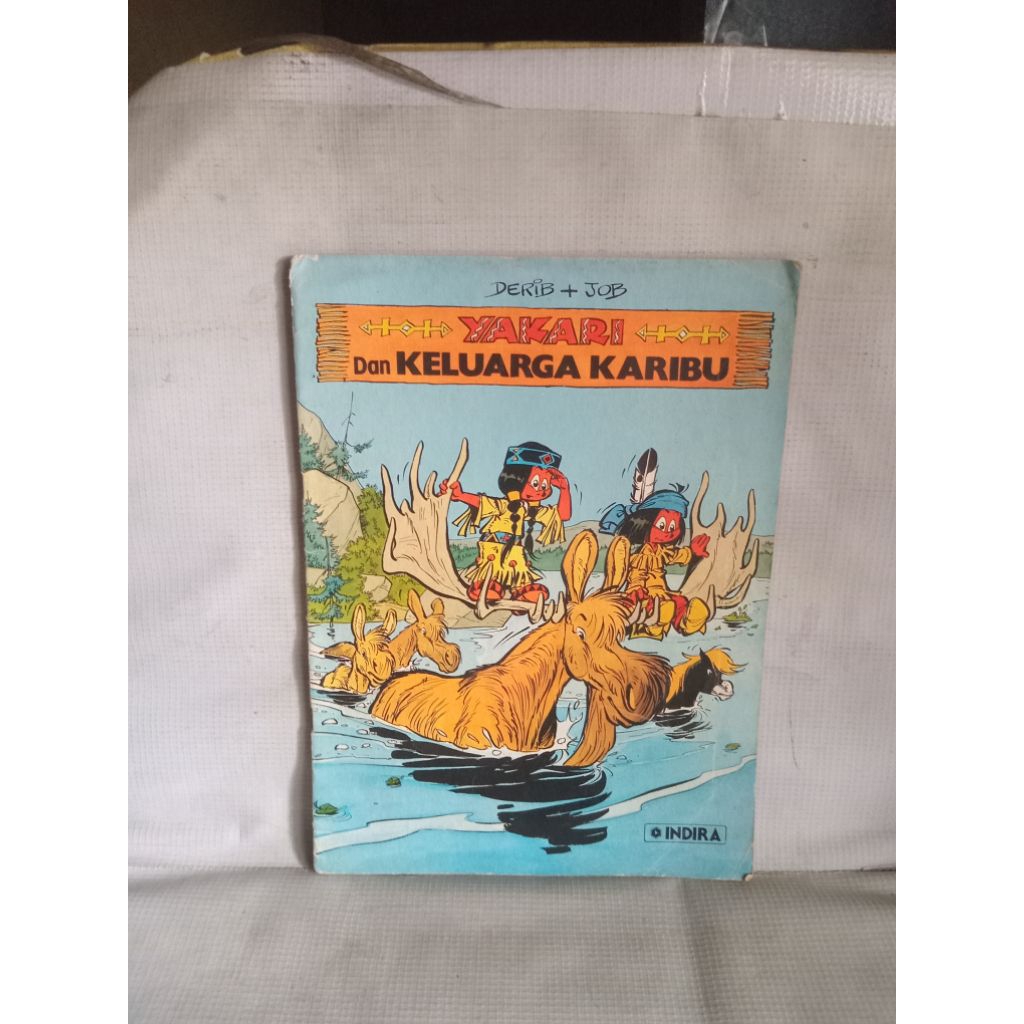 DERIB + JOB
YAKARI
Dan KELUARGA KARIBU
INDIRA